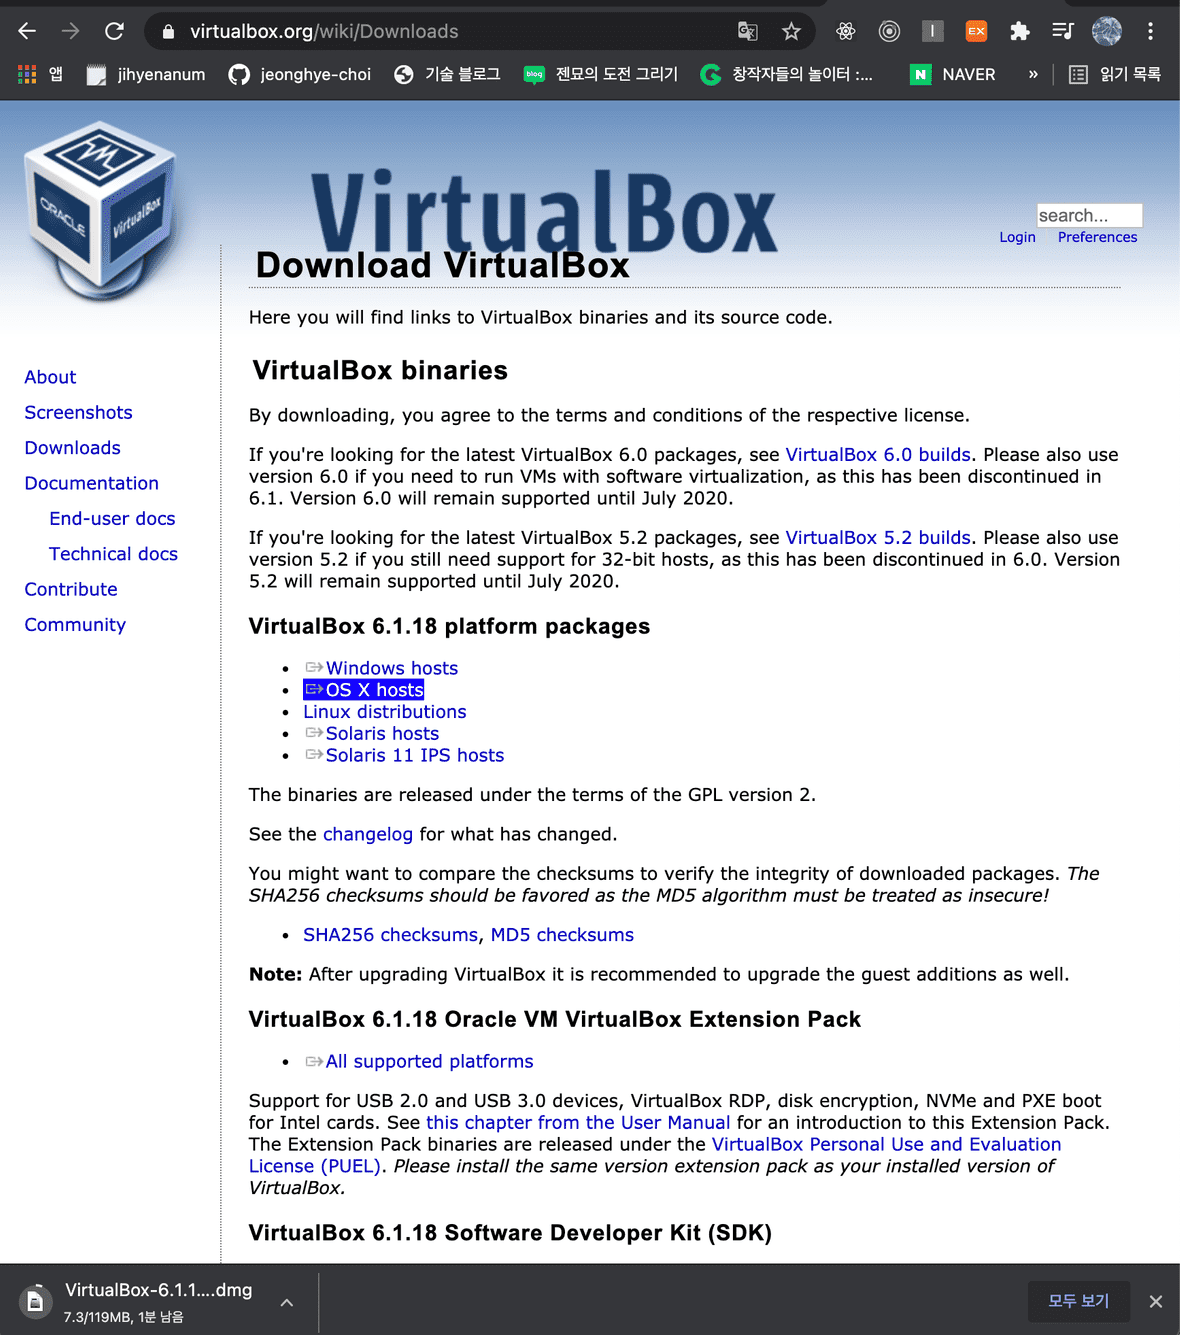 virtualbox.org/wiki/Downloads
EX
앱 jihyenanum jeonghye-choi 기술 블로그 blog 젠묘의 도전 그리기 창작자들의 놀이터 :... N NAVER » 읽기 목록
ORACLE VirtualBox
VirtualBox
search...
Login Preferences
Download VirtualBox
Here you will find links to VirtualBox binaries and its source code.
About
Screenshots
Downloads
Documentation
End-user docs
Technical docs
Contribute
Community
VirtualBox binaries
By downloading, you agree to the terms and conditions of the respective license.
If you're looking for the latest VirtualBox 6.0 packages, see VirtualBox 6.0 builds. Please also use
version 6.0 if you need to run VMs with software virtualization, as this has been discontinued in
6.1. Version 6.0 will remain supported until July 2020.
If you're looking for the latest VirtualBox 5.2 packages, see VirtualBox 5.2 builds. Please also use
version 5.2 if you still need support for 32-bit hosts, as this has been discontinued in 6.0. Version
5.2 will remain supported until July 2020.
VirtualBox 6.1.18 platform packages
• Windows hosts
• OS X hosts
• Linux distributions
• Solaris hosts
• Solaris 11 IPS hosts
The binaries are released under the terms of the GPL version 2.
See the changelog for what has changed.
You might want to compare the checksums to verify the integrity of downloaded packages. The
SHA256 checksums should be favored as the MD5 algorithm must be treated as insecure!
• SHA256 checksums, MD5 checksums
Note: After upgrading VirtualBox it is recommended to upgrade the guest additions as well.
VirtualBox 6.1.18 Oracle VM VirtualBox Extension Pack
• All supported platforms
Support for USB 2.0 and USB 3.0 devices, VirtualBox RDP, disk encryption, NVMe and PXE boot
for Intel cards. See this chapter from the User Manual for an introduction to this Extension Pack.
The Extension Pack binaries are released under the VirtualBox Personal Use and Evaluation
License (PUEL). Please install the same version extension pack as your installed version of
VirtualBox.
VirtualBox 6.1.18 Software Developer Kit (SDK)
VirtualBox-6.1.1....dmg
7.3/119MB, 1분 남음
모두 보기